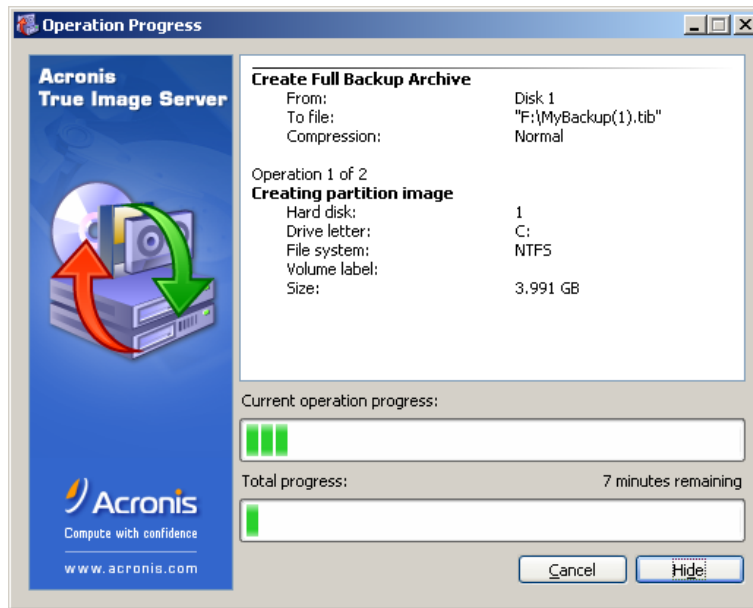 Operation Progress
Acronis
True Image Server
Create Full Backup Archive
From: Disk 1
To file: "F:\MyBackup(1).tib"
Compression: Normal
Operation 1 of 2
Creating partition image
Hard disk: 1
Drive letter: C:
File system: NTFS
Volume label:
Size: 3.991 GB
Current operation progress:
Total progress: 7 minutes remaining
Acronis
Compute with confidence
www.acronis.com
Cancel Hide